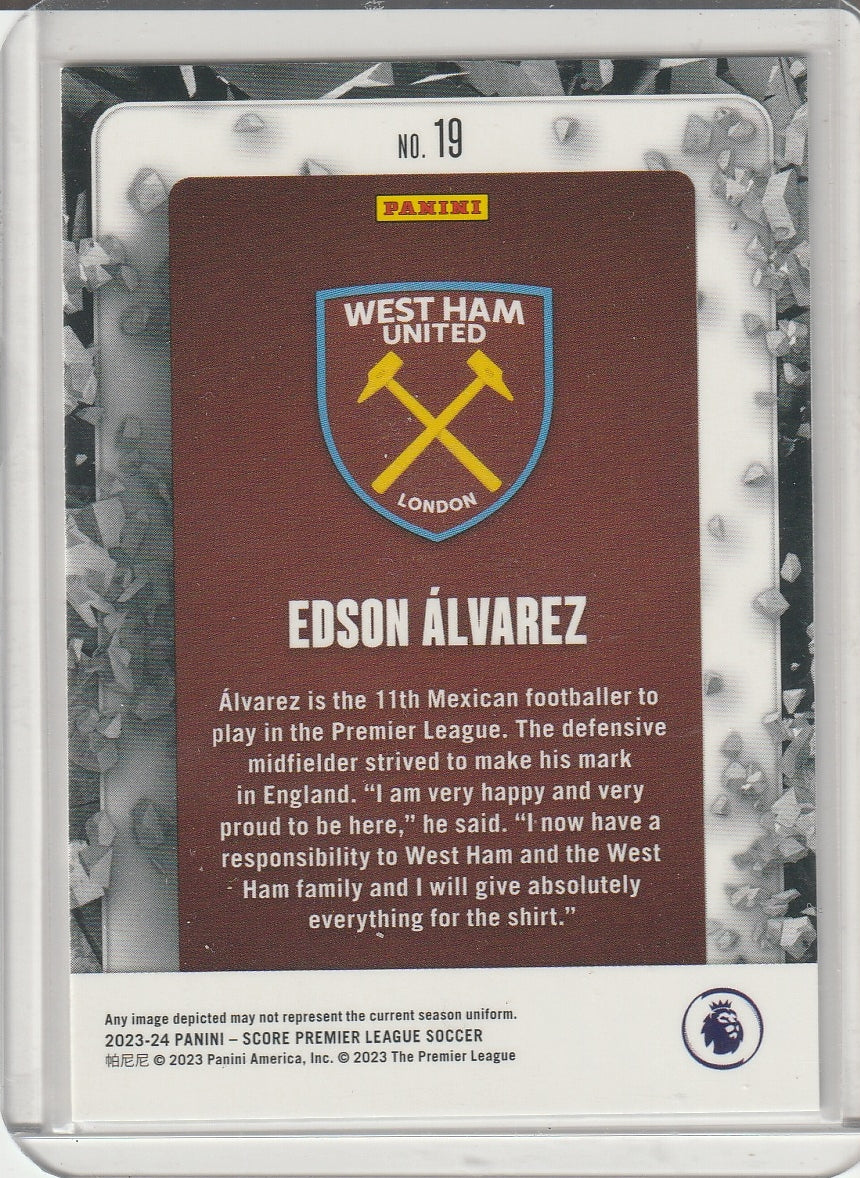 NO. 19
PANINI
WEST HAM
UNITED
LONDON
EDSON ÁLVAREZ
Álvarez is the 11th Mexican footballer to
play in the Premier League. The defensive
midfielder strived to make his mark
in England. “I am very happy and very
proud to be here,” he said. “I now have a
responsibility to West Ham and the West
Ham family and I will give absolutely
everything for the shirt.”
Any image depicted may not represent the current season uniform.
2023-24 PANINI – SCORE PREMIER LEAGUE SOCCER
帕尼尼 © 2023 Panini America, Inc. © 2023 The Premier League